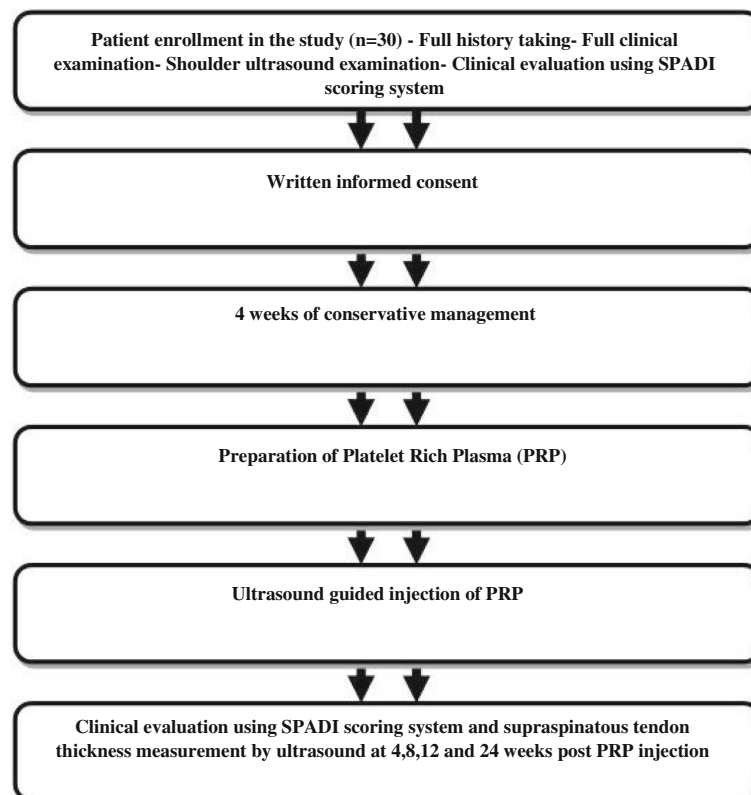 Patient enrollment in the study (n=30) - Full history taking- Full clinical
examination- Shoulder ultrasound examination- Clinical evaluation using SPADI
scoring system
Written informed consent
4 weeks of conservative management
Preparation of Platelet Rich Plasma (PRP)
Ultrasound guided injection of PRP
Clinical evaluation using SPADI scoring system and supraspinatous tendon
thickness measurement by ultrasound at 4,8,12 and 24 weeks post PRP injection